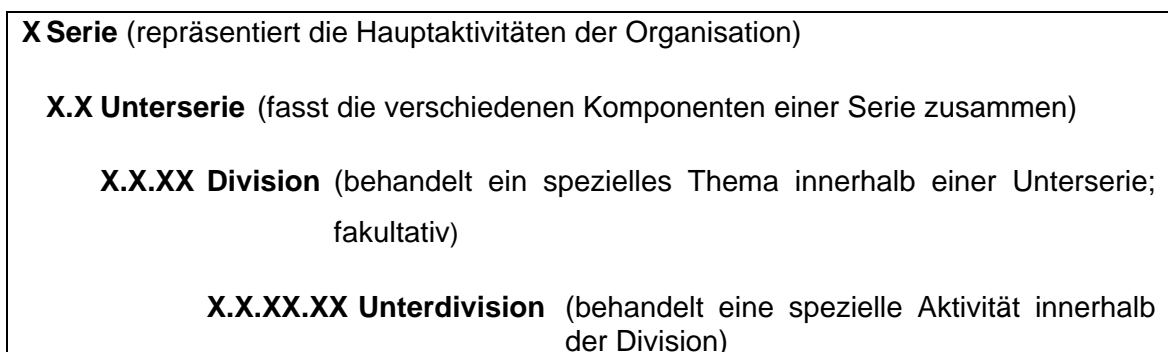 X Serie (repräsentiert die Hauptaktivitäten der Organisation)
X.X Unterserie (fasst die verschiedenen Komponenten einer Serie zusammen)
X.X.XX Division (behandelt ein spezielles Thema innerhalb einer Unterserie;
fakultativ)
X.X.XX.XX Unterdivision (behandelt eine spezielle Aktivität innerhalb
der Division)